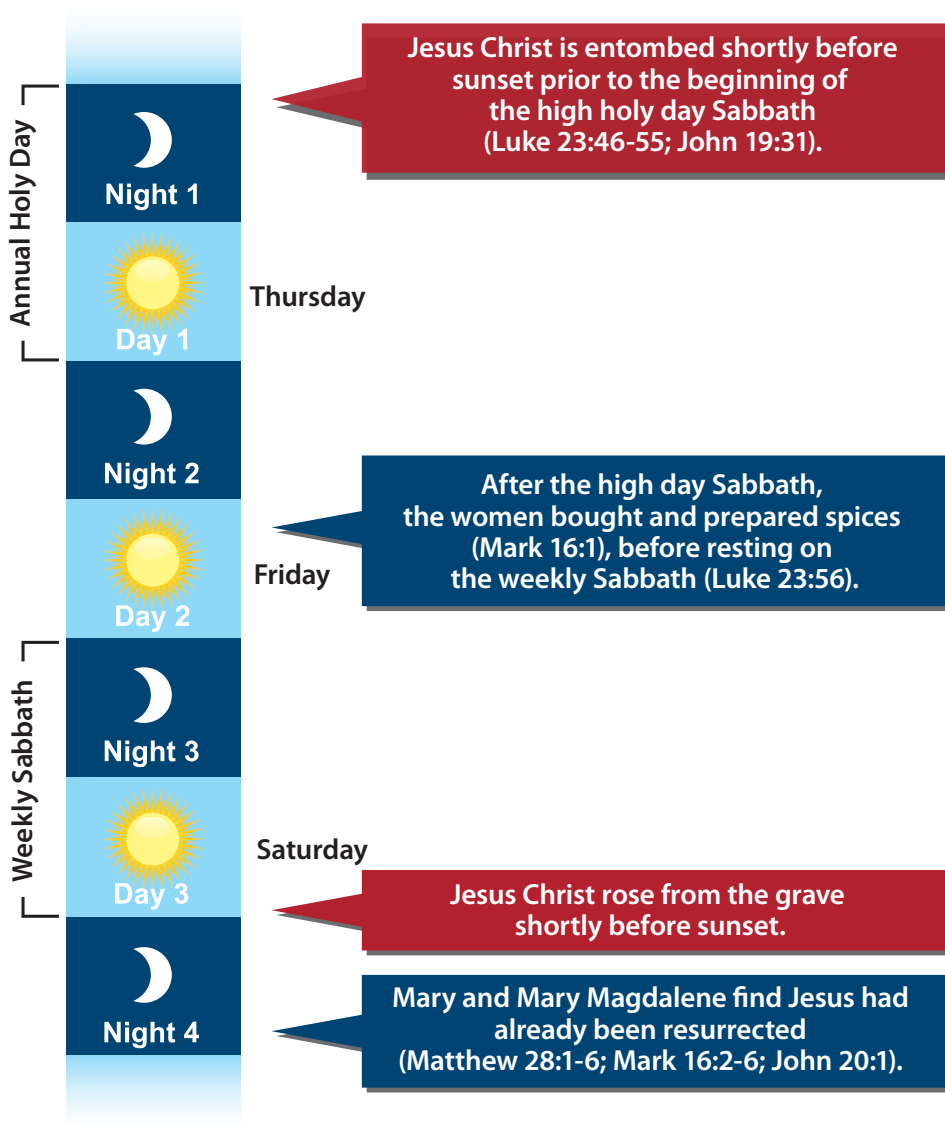 Jesus Christ is entombed shortly before
sunset prior to the beginning of
the high holy day Sabbath
(Luke 23:46-55; John 19:31).
Annual Holy Day
Night 1
Day 1
Thursday
Night 2
After the high day Sabbath,
the women bought and prepared spices
(Mark 16:1), before resting on
the weekly Sabbath (Luke 23:56).
Day 2
Friday
Weekly Sabbath
Night 3
Day 3
Saturday
Jesus Christ rose from the grave
shortly before sunset.
Night 4
Mary and Mary Magdalene find Jesus had
already been resurrected
(Matthew 28:1-6; Mark 16:2-6; John 20:1).